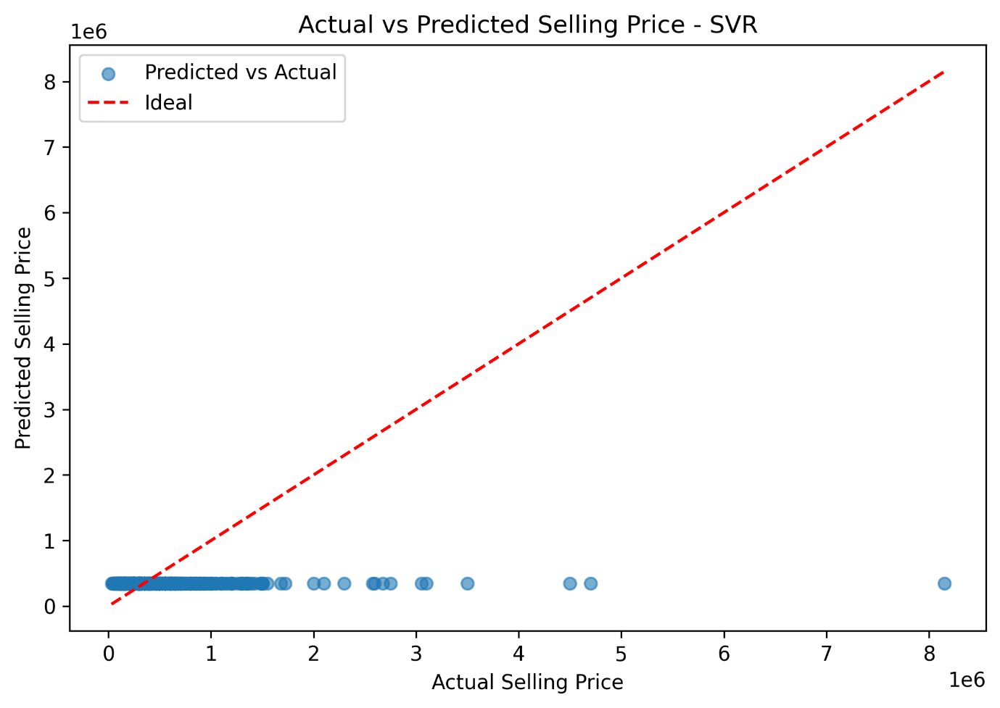 Actual vs Predicted Selling Price - SVR
1e6
Predicted vs Actual
Ideal
8
7
6
5
4
3
2
1
0
Predicted Selling Price
0 1 2 3 4 5 6 7 8
Actual Selling Price
1e6